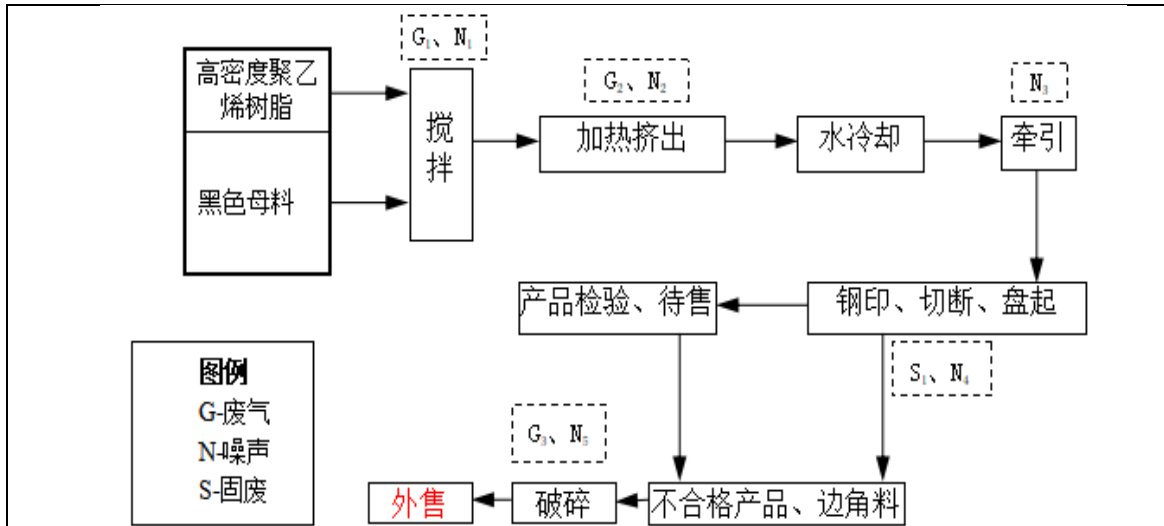 G₁、N₁
高密度聚乙
烯树脂
黑色母料
搅
拌
G₂、N₂
加热挤出
水冷却
N₃
牵引
产品检验、待售
钢印、切断、盘起
S₁、N₄
图例
G-废气
N-噪声
S-固废
G₃、N₅
外售
破碎
不合格产品、边角料